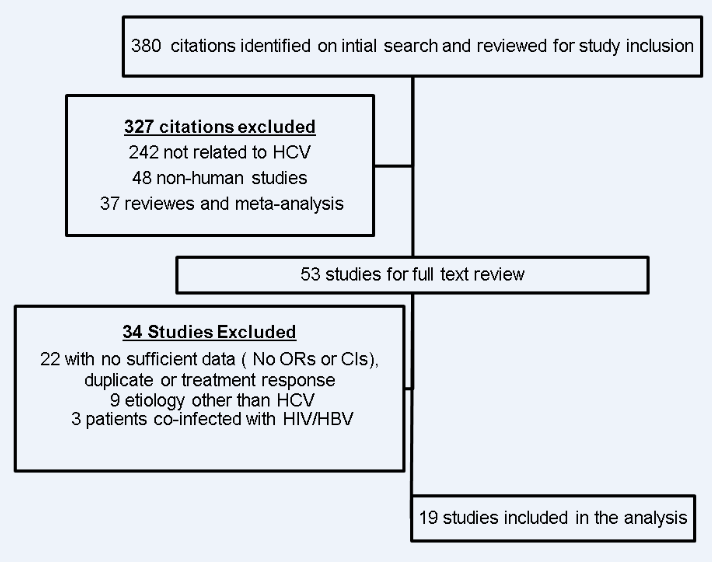 380 citations identified on intial search and reviewed for study inclusion
327 citations excluded
242 not related to HCV
48 non-human studies
37 reviewes and meta-analysis
53 studies for full text review
34 Studies Excluded
22 with no sufficient data ( No ORs or CIs),
duplicate or treatment response
9 etiology other than HCV
3 patients co-infected with HIV/HBV
19 studies included in the analysis